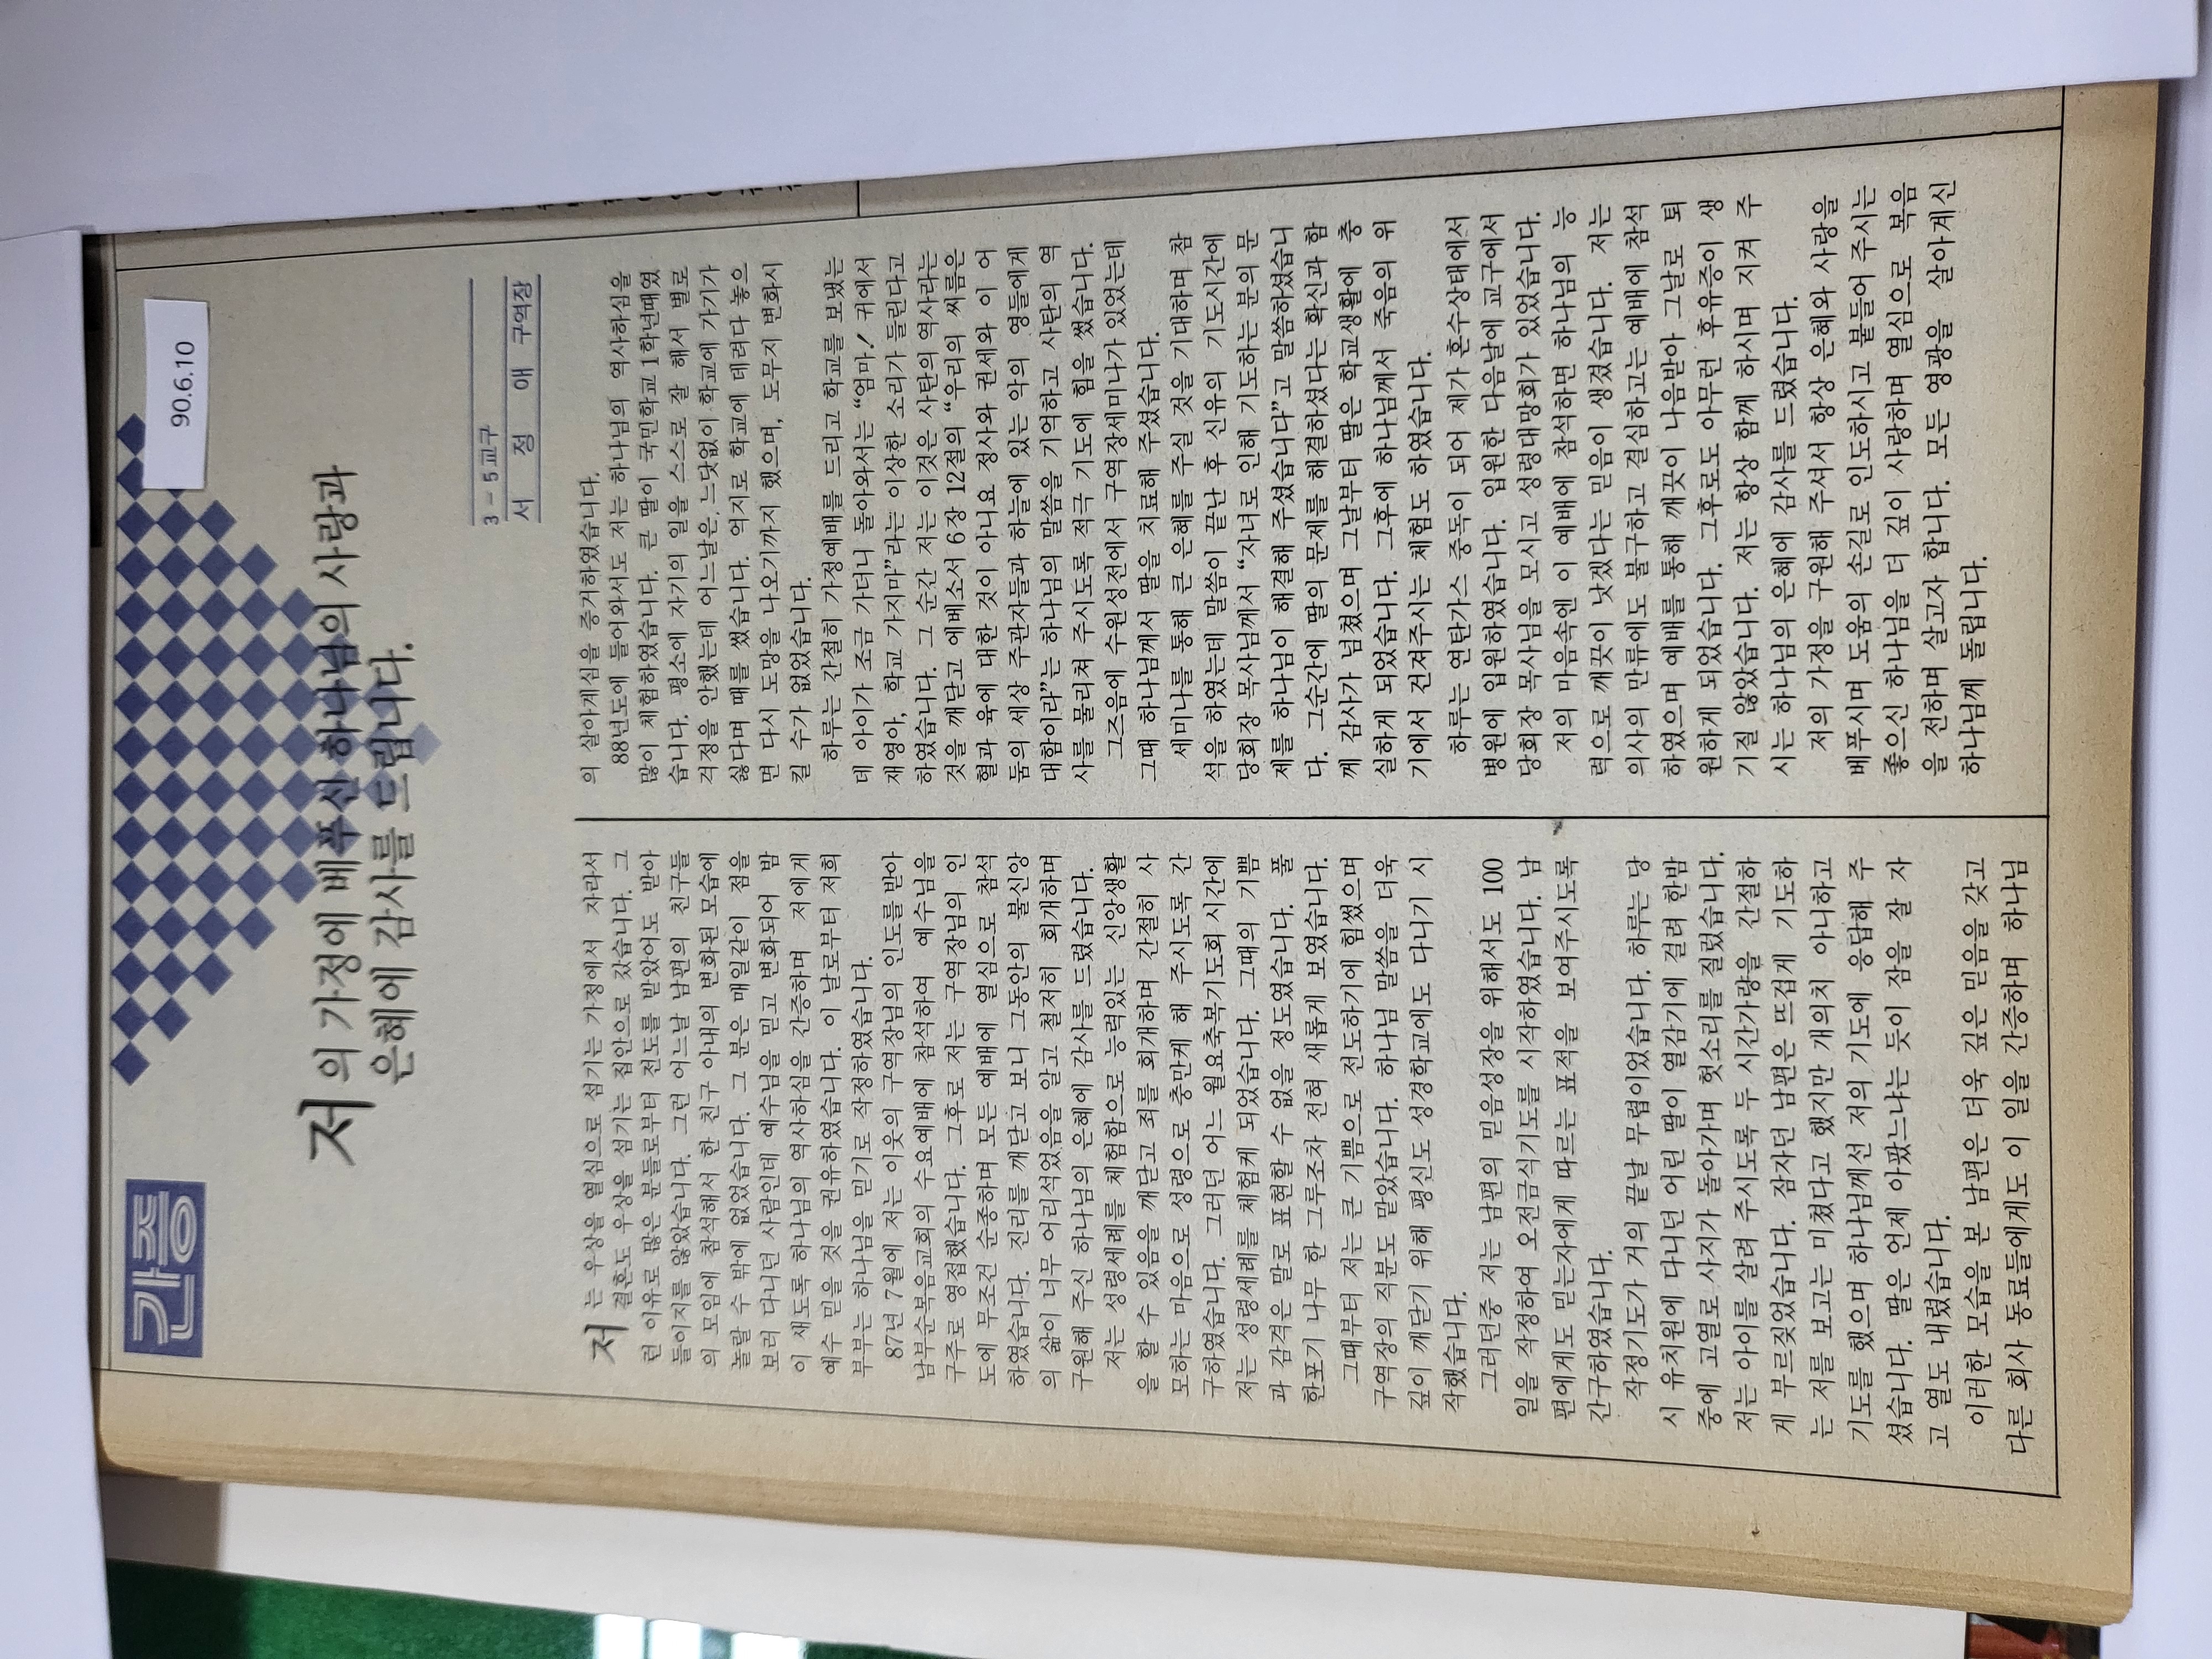 간증
90.6.10
저의 가정에 베푸신 하나님의 사랑과
은혜에 감사를 드립니다.
3-5교구
서 정 애 구역장
저는 우상을 열심으로 섬기는 가정에서 자라서
결혼도 우상을 섬기는 집안으로 갔습니다. 그
런 이유로 많은 분들로부터 전도를 받았어도 받아
들이지를 않았습니다. 그런 어느날 남편의 친구들
의 모임에 참석해서 한 친구 아내의 변화된 모습에
놀랄 수 밖에 없었습니다. 그 분은 매일같이 점을
보러 다니던 사람인데 예수님을 믿고 변화되어 밤
이 새도록 하나님의 역사하심을 간증하며 저에게
예수 믿을 것을 권유하였습니다. 이 날로부터 저희
부부는 하나님을 믿기로 작정하였습니다.
87년 7월에 저는 이웃의 구역장님의 인도를 받아
남부순복음교회의 수요예배에 참석하여 예수님을
구주로 영접했습니다. 그후로 저는 구역장님의 인
도에 무조건 순종하며 모든 예배에 열심으로 참석
하였습니다. 진리를 깨닫고 보니 그동안의 불신앙
의 삶이 너무 어리석었음을 알고 철저히 회개하며
구원해 주신 하나님의 은혜에 감사를 드렸습니다.
저는 성령세례를 체험함으로 능력있는 신앙생활
을 할 수 있음을 깨닫고 죄를 회개하며 간절히 사
모하는 마음으로 성령으로 충만케 해 주시도록 간
구하였습니다. 그러던 어느 월요축복기도회 시간에
저는 성령세례를 체험케 되었습니다. 그때의 기쁨
과 감격은 말로 표현할 수 없을 정도였습니다. 풀
한포기 나무 한 그루조차 전혀 새롭게 보였습니다.
그때부터 저는 큰 기쁨으로 전도하기에 힘썼으며
구역장의 직분도 맡았습니다. 하나님 말씀을 더욱
깊이 깨닫기 위해 평신도 성경학교에도 다니기 시
작했습니다.
그러던중 저는 남편의 믿음성장을 위해서도 100
일을 작정하여 오전금식기도를 시작하였습니다. 남
편에게도 믿는자에게 따르는 표적을 보여주시도록
간구하였습니다.
작정기도가 거의 끝날 무렵이었습니다. 하루는 당
시 유치원에 다니던 어린 딸이 열감기에 걸려 한밤
중에 고열로 사지가 돌아가며 헛소리를 질렀습니다.
저는 아이를 살려 주시도록 두 시간가량을 간절하
게 부르짖었습니다. 잠자던 남편은 뜨겁게 기도하
는 저를 보고는 미쳤다고 했지만 개의치 아니하고
기도를 했으며 하나님께선 저의 기도에 응답해 주
셨습니다. 딸은 언제 아팠느냐는 듯이 잠을 잘 자
고 열도 내렸습니다.
이러한 모습을 본 남편은 더욱 깊은 믿음을 갖고
다른 회사 동료들에게도 이 일을 간증하며 하나님
의 살아계심을 증거하였습니다.
88년도에 들어와서도 저는 하나님의 역사하심을
많이 체험하였습니다. 큰 딸이 국민학교 1학년때였
습니다. 평소에 자기의 일을 스스로 잘 해서 별로
걱정을 안했는데 어느날은 느닷없이 학교에 가기가
싫다며 떼를 썼습니다. 억지로 학교에 데려다 놓으
면 다시 도망을 나오기까지 했으며, 도무지 변화시
킬 수가 없었습니다.
하루는 간절히 가정예배를 드리고 학교를 보냈는
데 아이가 조금 가더니 돌아와서는 “엄마! 귀에서
재영아, 학교 가지마”라는 이상한 소리가 들린다고
하였습니다. 그 순간 저는 이것은 사탄의 역사라는
것을 깨닫고 에베소서 6장 12절의 “우리의 씨름은
혈과 육에 대한 것이 아니요 정사와 권세와 이 어
둠의 세상 주관자들과 하늘에 있는 악의 영들에게
대함이라”는 하나님의 말씀을 기억하고 사탄의 역
사를 물리쳐 주시도록 적극 기도에 힘을 썼습니다.
그즈음에 수원성전에서 구역장세미나가 있었는데
그때 하나님께서 딸을 치료해 주셨습니다.
세미나를 통해 큰 은혜를 주실 것을 기대하며 참
석을 하였는데 말씀이 끝난 후 신유의 기도시간에
당회장 목사님께서 “자녀로 인해 기도하는 분의 문
제를 하나님이 해결해 주셨습니다”고 말씀하셨습니
다. 그순간에 딸의 문제를 해결하셨다는 확신과 함
께 감사가 넘쳤으며 그날부터 딸은 학교생활에 충
실하게 되었습니다. 그후에 하나님께서 죽음의 위
기에서 건져주시는 체험도 하였습니다.
하루는 연탄가스 중독이 되어 제가 혼수상태에서
병원에 입원하였습니다. 입원한 다음날에 교구에서
당회장 목사님을 모시고 성령대망회가 있었습니다.
저의 마음속엔 이 예배에 참석하면 하나님의 능
력으로 깨끗이 낫겠다는 믿음이 생겼습니다. 저는
의사의 만류에도 불구하고 결심하고는 예배에 참석
하였으며 예배를 통해 깨끗이 나음받아 그날로 퇴
원하게 되었습니다. 그후로도 아무런 후유증이 생
기질 않았습니다. 저는 항상 함께 하시며 지켜 주
시는 하나님의 은혜에 감사를 드렸습니다.
저의 가정을 구원해 주셔서 항상 은혜와 사랑을
베푸시며 도움의 손길로 인도하시고 붙들어 주시는
좋으신 하나님을 더 깊이 사랑하며 열심으로 복음
을 전하며 살고자 합니다. 모든 영광을 살아계신
하나님께 돌립니다.